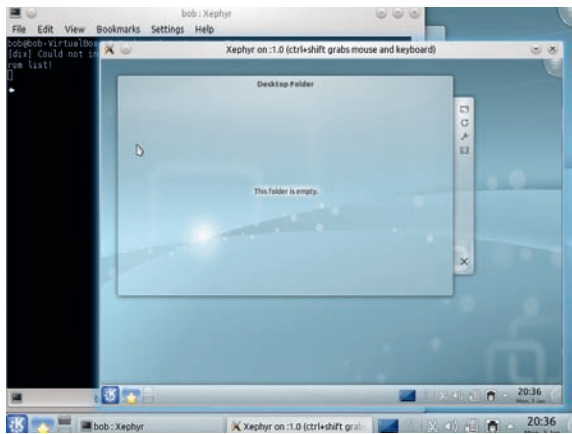 bob : Xephyr
File Edit View Bookmarks Settings Help
bob@bob-VirtualBo
[dix] Could not in
rom list!
Xephyr on :1.0 (ctrl+shift grabs mouse and keyboard)
Desktop Folder
This folder is empty.
20:36
bob : Xephyr
Xephyr on :1.0 (ctrl+shift grab
20:36